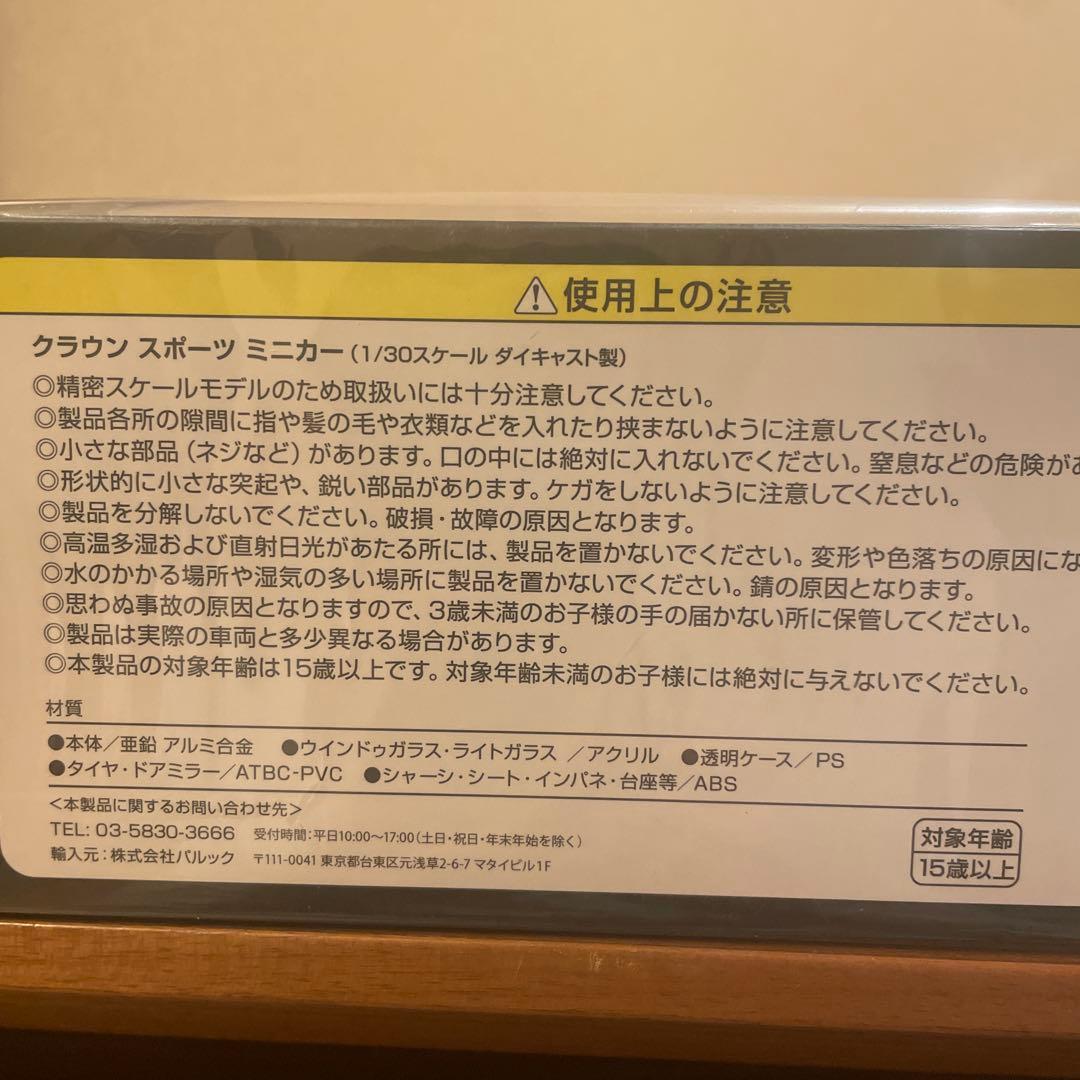 ⚠使用上の注意
クラウン スポーツ ミニカー(1/30スケール ダイキャスト製)
◎精密スケールモデルのため取扱いには十分注意してください。
◎製品各所の隙間に指や髪の毛や衣類などを入れたり挟まないように注意してください。
◎小さな部品(ネジなど)があります。口の中には絶対に入れないでください。窒息などの危険が
◎形状的に小さな突起や、鋭い部品があります。ケガをしないように注意してください。
◎製品を分解しないでください。破損・故障の原因となります。
◎高温多湿および直射日光があたる所には、製品を置かないでください。変形や色落ちの原因にな
◎水のかかる場所や湿気の多い場所に製品を置かないでください。錆の原因となります。
◎思わぬ事故の原因となりますので、3歳未満のお子様の手の届かない所に保管してください。
◎製品は実際の車両と多少異なる場合があります。
◎本製品の対象年齢は15歳以上です。対象年齢未満のお子様には絶対に与えないでください。
材質
●本体/亜鉛 アルミ合金 ●ウインドゥガラス・ライトガラス /アクリル ●透明ケース/PS
●タイヤ・ドアミラー/ATBC-PVC ●シャーシ・シート・インパネ・台座等/ABS
<本製品に関するお問い合わせ先>
TEL: 03-5830-3666 受付時間:平日10:00~17:00(土日・祝日・年末年始を除く)
輸入元:株式会社パルック 〒111-0041 東京都台東区元浅草2-6-7 マタイビル1F
対象年齢
15歳以上